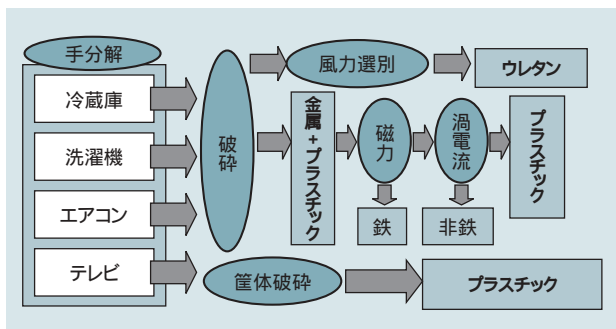 手分解
冷蔵庫
洗濯機
エアコン
テレビ
破砕
風力選別
ウレタン
金属+プラスチック
磁力
渦電流
プラスチック
鉄
非鉄
筐体破砕
プラスチック